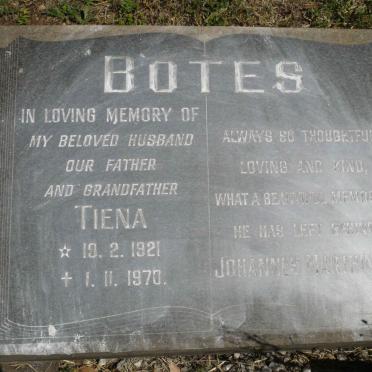 BOTES
IN LOVING MEMORY OF
MY BELOVED HUSBAND
OUR FATHER
AND GRANDFATHER
TIENA
☆ 19. 2. 1921
+ 1. 11. 1970.
ALWAYS SO THOUGHTFUL
LOVING AND KIND,
WHAT A BEAUTIFUL MEMOR
HE HAS LEFT BEHIND
JOHANNES